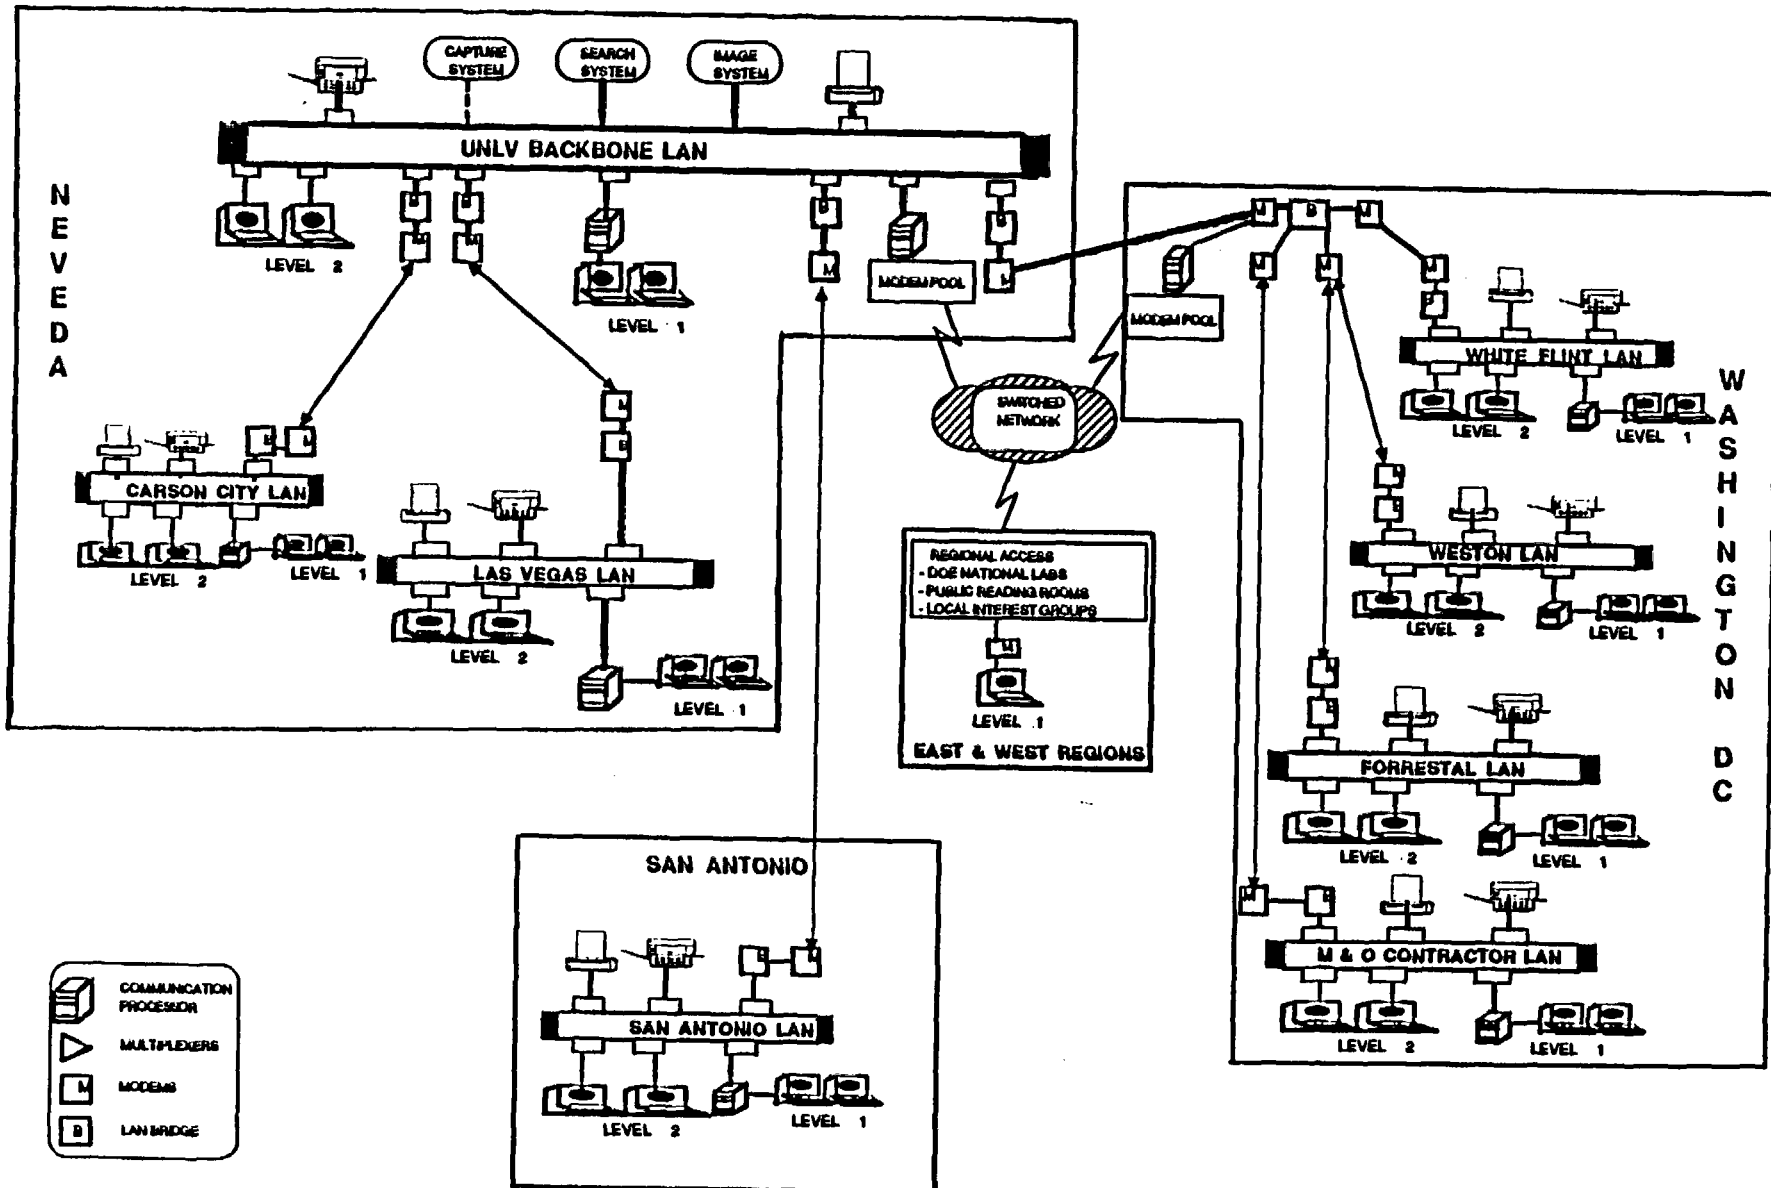 NEVEDA
CAPTURE
SYSTEM
SEARCH
SYSTEM
IMAGE
SYSTEM
UNLV BACKBONE LAN
B
B
B
B
M
M
M
M
LEVEL 2
LEVEL 1
MODEM POOL
M
B
B
M
CARSON CITY LAN
LEVEL 2
LEVEL 1
LAS VEGAS LAN
LEVEL 2
LEVEL 1
SWITCHED
NETWORK
REGIONAL ACCESS
- DOE NATIONAL LABS
- PUBLIC READING ROOMS
- LOCAL INTEREST GROUPS
M
LEVEL 1
EAST & WEST REGIONS
WASHINGTON DC
M
B
M
M
M
M
B
MODEM POOL
WHITE FLINT LAN
LEVEL 2
LEVEL 1
M
B
WESTON LAN
LEVEL 2
LEVEL 1
M
B
FORRESTAL LAN
LEVEL 2
LEVEL 1
M
B
M & O CONTRACTOR LAN
LEVEL 2
LEVEL 1
SAN ANTONIO
B
M
SAN ANTONIO LAN
LEVEL 2
LEVEL 1
COMMUNICATION
PROCESSOR
MULTIPLEXERS
M
MODEMS
B
LAN BRIDGE